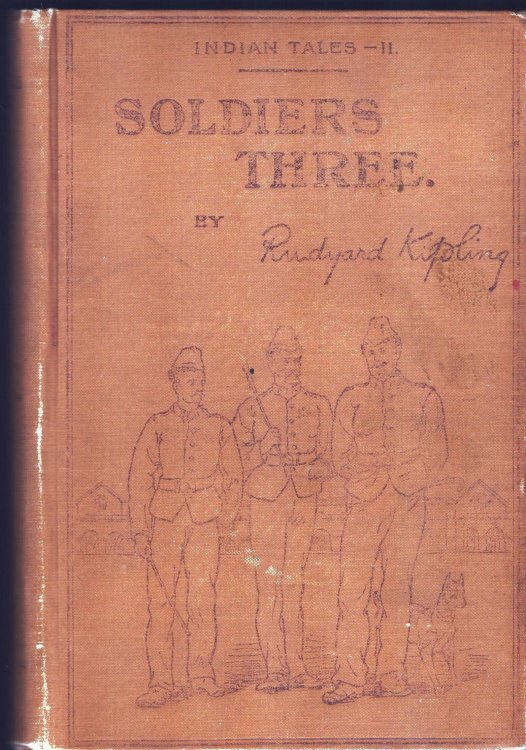 INDIAN TALES - II.
SOLDIERS
THREE.
BY
Rudyard Kipling